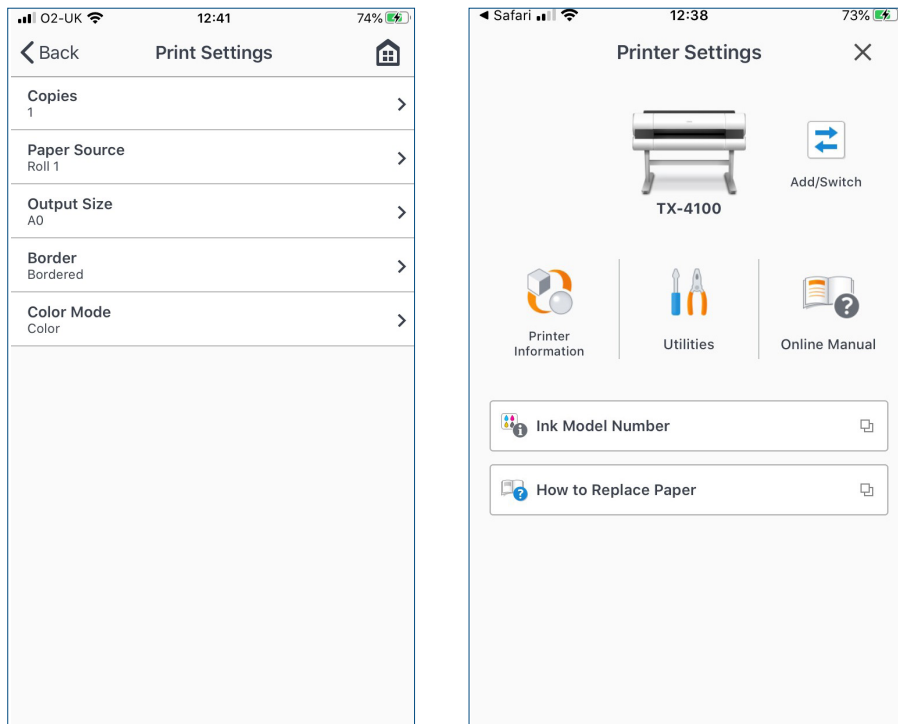 O2-UK
12:41
74%
Back
Print Settings
Copies
1
Paper Source
Roll 1
Output Size
A0
Border
Bordered
Color Mode
Color
Safari
12:38
73%
Printer Settings
Add/Switch
TX-4100
Printer
Information
Utilities
Online Manual
Ink Model Number
How to Replace Paper